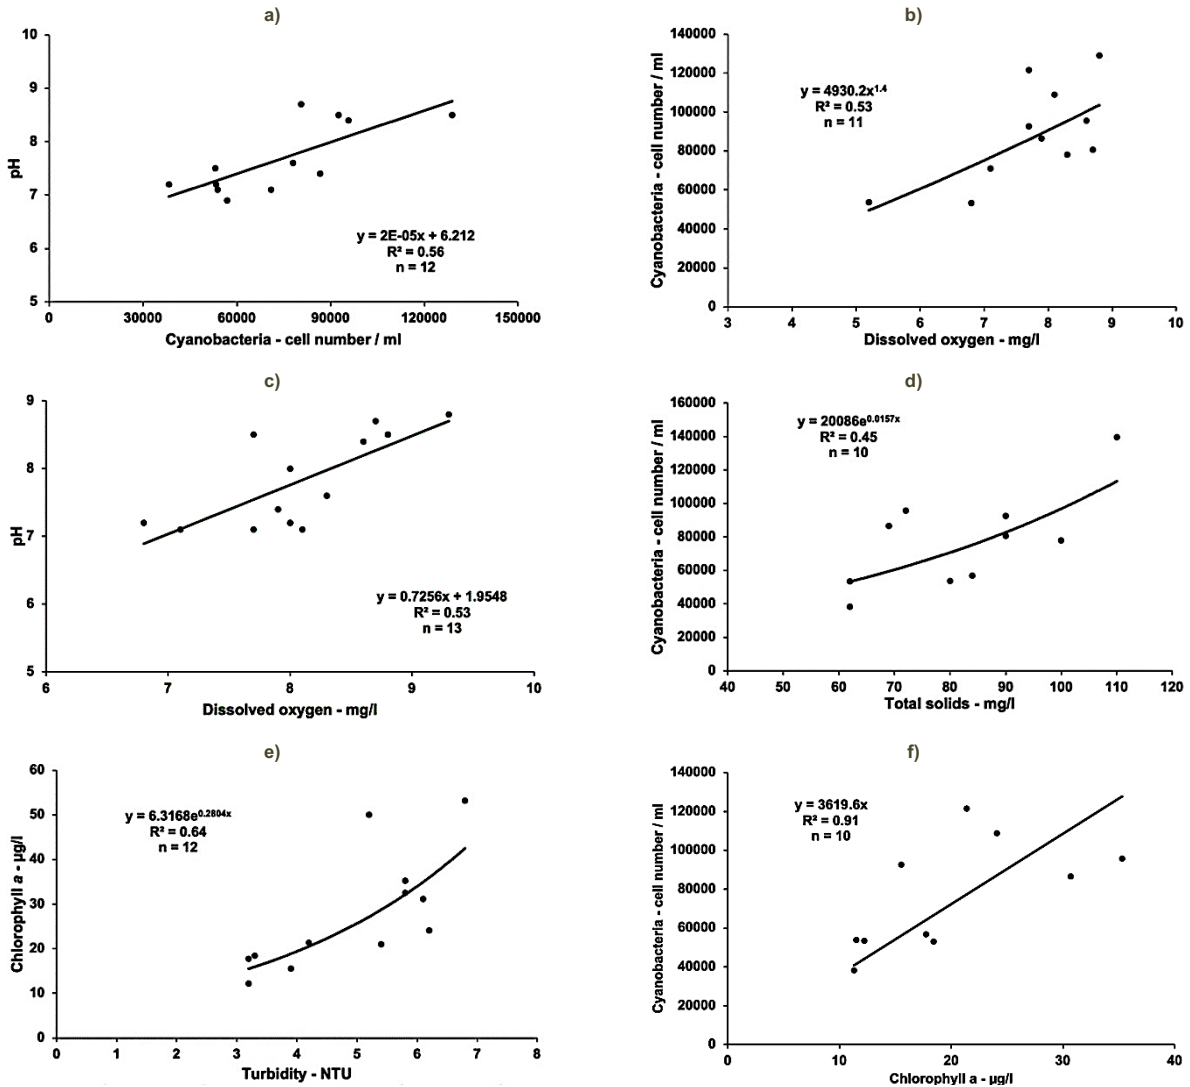 a)
10
9
8
7
6
5
pH
y = 2E-05x + 6.212
R² = 0.56
n = 12
0 30000 60000 90000 120000 150000
Cyanobacteria - cell number / ml
b)
140000
120000
100000
80000
60000
40000
20000
0
Cyanobacteria - cell number / ml
y = 4930.2x^1.4
R² = 0.53
n = 11
3 4 5 6 7 8 9 10
Dissolved oxygen - mg/l
c)
9
8
7
6
5
pH
y = 0.7256x + 1.9548
R² = 0.53
n = 13
6 7 8 9 10
Dissolved oxygen - mg/l
d)
160000
140000
120000
100000
80000
60000
40000
20000
0
Cyanobacteria - cell number / ml
y = 20086e^0.0157x
R² = 0.45
n = 10
40 50 60 70 80 90 100 110 120
Total solids - mg/l
e)
60
50
40
30
20
10
0
Chlorophyll a - µg/l
y = 6.3168e^0.2804x
R² = 0.64
n = 12
0 1 2 3 4 5 6 7 8
Turbidity - NTU
f)
140000
120000
100000
80000
60000
40000
20000
0
Cyanobacteria - cell number / ml
y = 3619.6x
R² = 0.91
n = 10
0 10 20 30 40
Chlorophyll a - µg/l